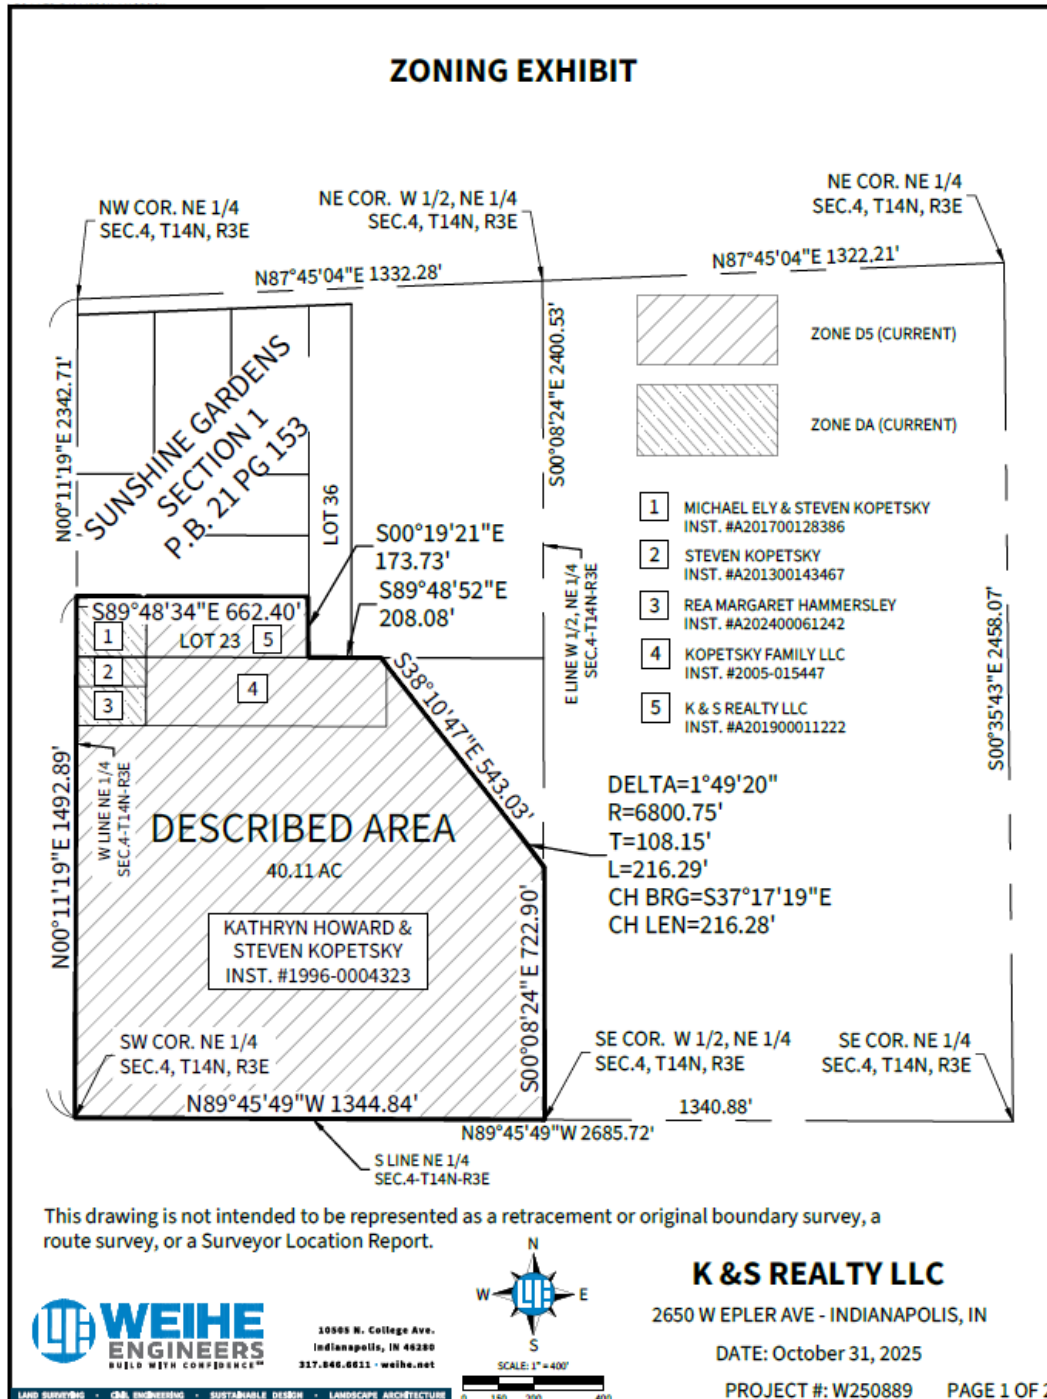 ZONING EXHIBIT
NW COR. NE 1/4
SEC.4, T14N, R3E
NE COR. W 1/2, NE 1/4
SEC.4, T14N, R3E
NE COR. NE 1/4
SEC.4, T14N, R3E
N87°45'04"E 1332.28'
N87°45'04"E 1322.21'
N00°11'19"E 2342.71'
SUNSHINE GARDENS
SECTION 1
P.B. 21 PG 153
LOT 36
S00°08'24"E 2400.53'
ZONE D5 (CURRENT)
ZONE DA (CURRENT)
1 MICHAEL ELY & STEVEN KOPETSKY
INST. #A201700128386
2 STEVEN KOPETSKY
INST. #A201300143467
3 REA MARGARET HAMMERSLEY
INST. #A202400061242
4 KOPETSKY FAMILY LLC
INST. #2005-015447
5 K & S REALTY LLC
INST. #A201900011222
S00°19'21"E
173.73'
S89°48'52"E
208.08'
E LINE W 1/2, NE 1/4
SEC.4-T14N-R3E
S00°35'43"E 2458.07'
S89°48'34"E 662.40'
1
LOT 23
5
2
4
3
S38°10'47"E 543.03'
N00°11'19"E 1492.89'
W LINE NE 1/4
SEC.4-T14N-R3E
DESCRIBED AREA
40.11 AC
DELTA=1°49'20"
R=6800.75'
T=108.15'
L=216.29'
CH BRG=S37°17'19"E
CH LEN=216.28'
KATHRYN HOWARD &
STEVEN KOPETSKY
INST. #1996-0004323
S00°08'24"E 722.90'
SW COR. NE 1/4
SEC.4, T14N, R3E
SE COR. W 1/2, NE 1/4
SEC.4, T14N, R3E
SE COR. NE 1/4
SEC.4, T14N, R3E
N89°45'49"W 1344.84'
1340.88'
N89°45'49"W 2685.72'
S LINE NE 1/4
SEC.4-T14N-R3E
This drawing is not intended to be represented as a retracement or original boundary survey, a
route survey, or a Surveyor Location Report.
N
W
E
S
SCALE: 1" = 400'
0 150 200 400
WEIHE
ENGINEERS
BUILD WITH CONFIDENCE℠
10505 N. College Ave.
Indianapolis, IN 46280
317.846.6611 · weihe.net
LAND SURVEYING • CIVIL ENGINEERING • SUSTAINABLE DESIGN • LANDSCAPE ARCHITECTURE
K &S REALTY LLC
2650 W EPLER AVE - INDIANAPOLIS, IN
DATE: October 31, 2025
PROJECT #: W250889 PAGE 1 OF 2